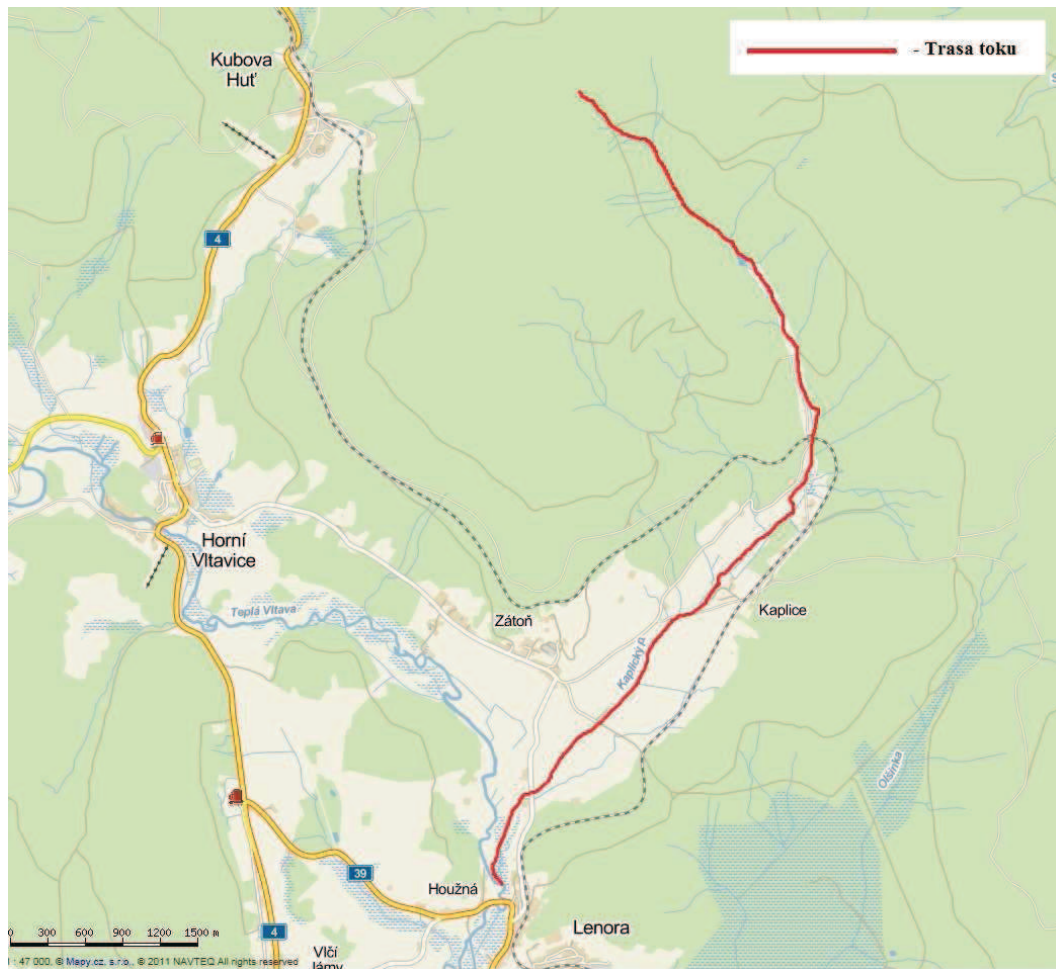 - Trasa toku
Kubova
Huť
4
Horní
Vltavice
Teplá Vltava
Zátoň
Kaplice
Kaplický p.
Olšinka
39
Houžná
4
Lenora
Vlčí
Jámy
0 300 600 900 1200 1500 m
1 : 47 000, © Mapy.cz, s.r.o., © 2011 NAVTEQ All rights reserved